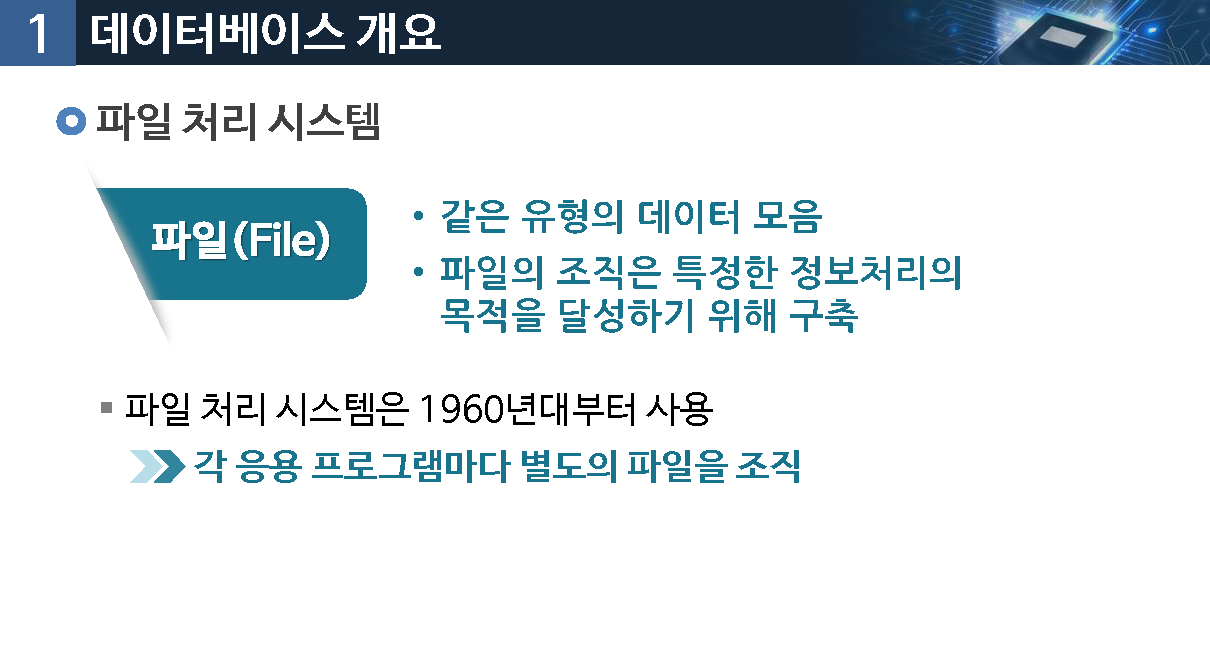 1 데이터베이스 개요
파일 처리 시스템
파일(File)
• 같은 유형의 데이터 모음
• 파일의 조직은 특정한 정보처리의
목적을 달성하기 위해 구축
▪ 파일 처리 시스템은 1960년대부터 사용
각 응용 프로그램마다 별도의 파일을 조직